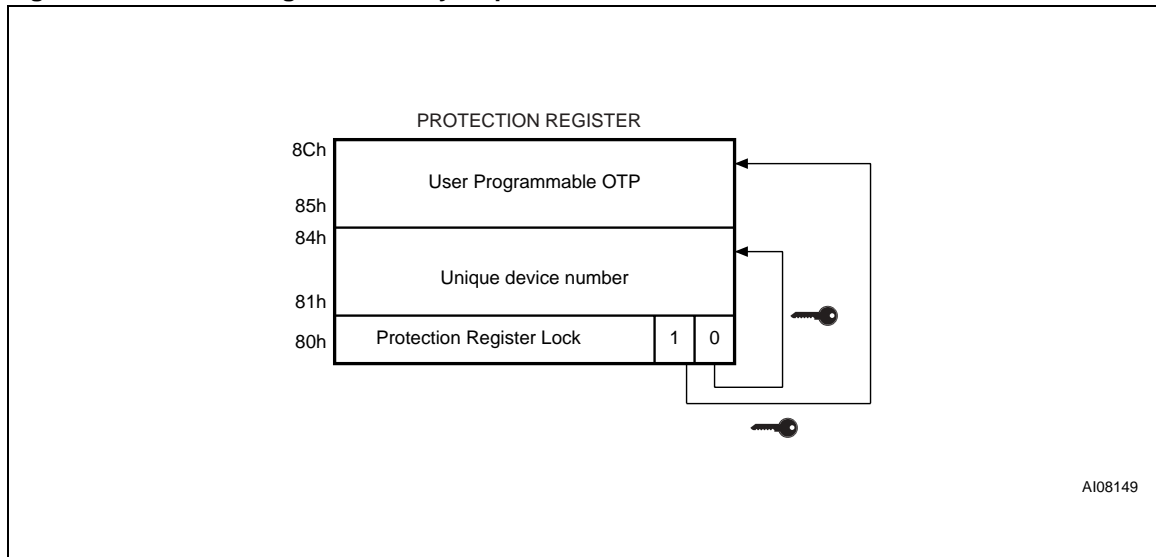 PROTECTION REGISTER
8Ch
User Programmable OTP
85h
84h
Unique device number
81h
80h Protection Register Lock 1 0
AI08149